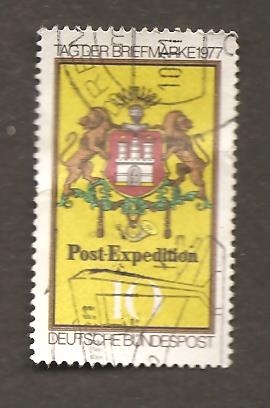 TAG DER BRIEFMARKE 1977
Post-Expedition
10
DEUTSCHE BUNDESPOST